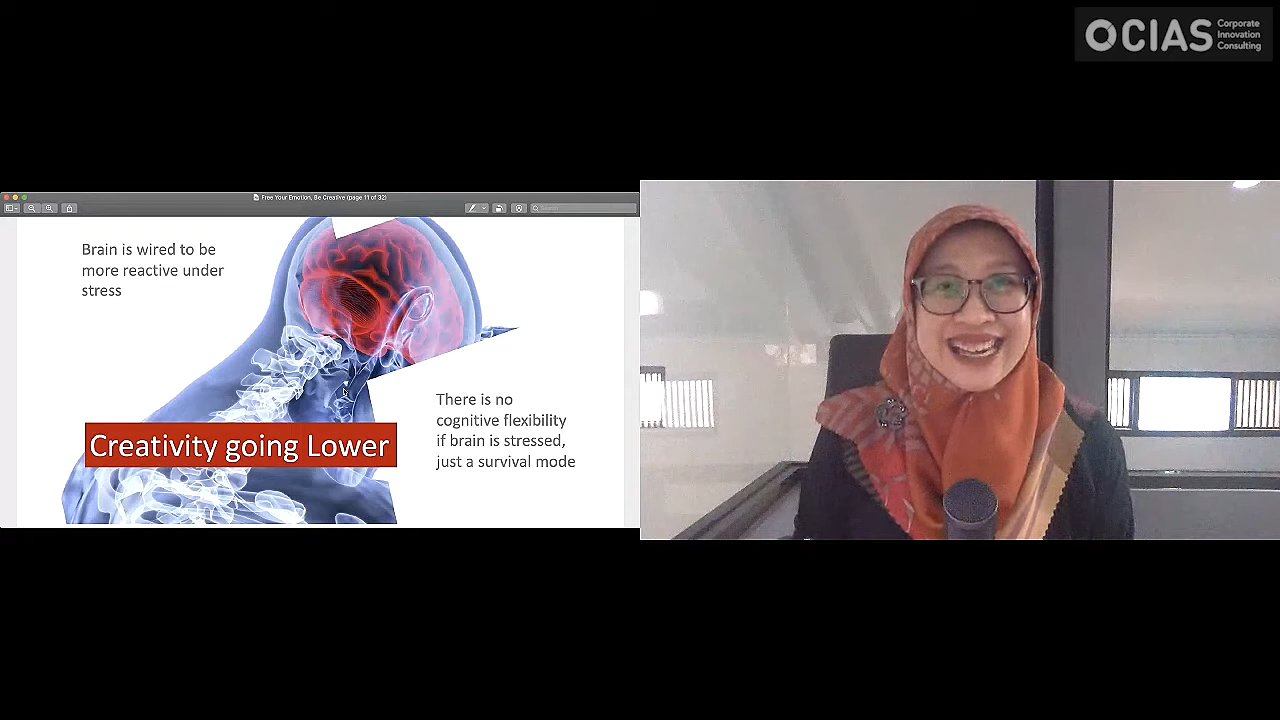 OCIAS
Corporate
Innovation
Consulting
Free Your Emotion, Be Creative (page 11 of 32)
Search
Brain is wired to be
more reactive under
stress
There is no
cognitive flexibility
if brain is stressed,
just a survival mode
Creativity going Lower